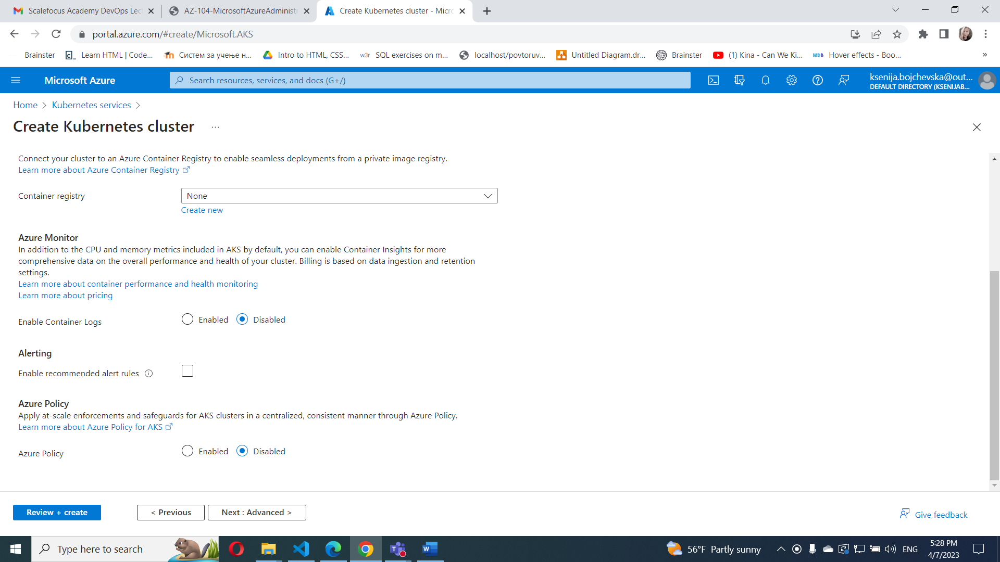 Scalefocus Academy DevOps Lec
AZ-104-MicrosoftAzureAdminist
Create Kubernetes cluster - Micr
portal.azure.com/#create/Microsoft.AKS
Brainster
Learn HTML | Code...
Систем за учење н...
Intro to HTML, CSS...
w3r
SQL exercises on m...
localhost/povtoruv...
Untitled Diagram.dr...
Brainster
(1) Kina - Can We Ki...
MDB
Hover effects - Boo...
»
Microsoft Azure
Search resources, services, and docs (G+/)
ksenija.bojchevska@out...
DEFAULT DIRECTORY (KSENIJAB...
Home > Kubernetes services >
Create Kubernetes cluster ...
Connect your cluster to an Azure Container Registry to enable seamless deployments from a private image registry.
Learn more about Azure Container Registry
Container registry
None
Create new
Azure Monitor
In addition to the CPU and memory metrics included in AKS by default, you can enable Container Insights for more
comprehensive data on the overall performance and health of your cluster. Billing is based on data ingestion and retention
settings.
Learn more about container performance and health monitoring
Learn more about pricing
Enable Container Logs
Enabled
Disabled
Alerting
Enable recommended alert rules
Azure Policy
Apply at-scale enforcements and safeguards for AKS clusters in a centralized, consistent manner through Azure Policy.
Learn more about Azure Policy for AKS
Azure Policy
Enabled
Disabled
Review + create
< Previous
Next : Advanced >
Give feedback
Type here to search
56°F Partly sunny
ENG
5:28 PM
4/7/2023